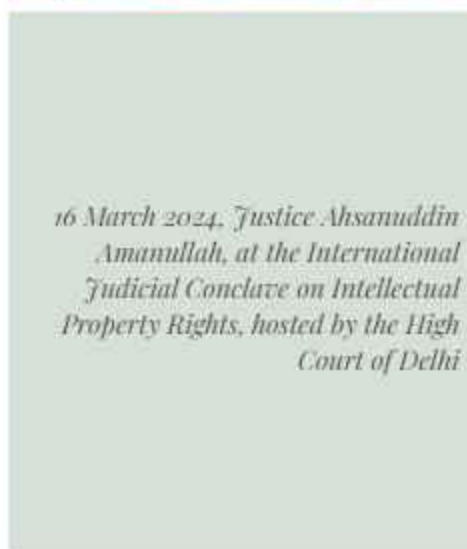 16 March 2024, Justice Ahsanuddin
Amanullah, at the International
Judicial Conclave on Intellectual
Property Rights, hosted by the High
Court of Delhi